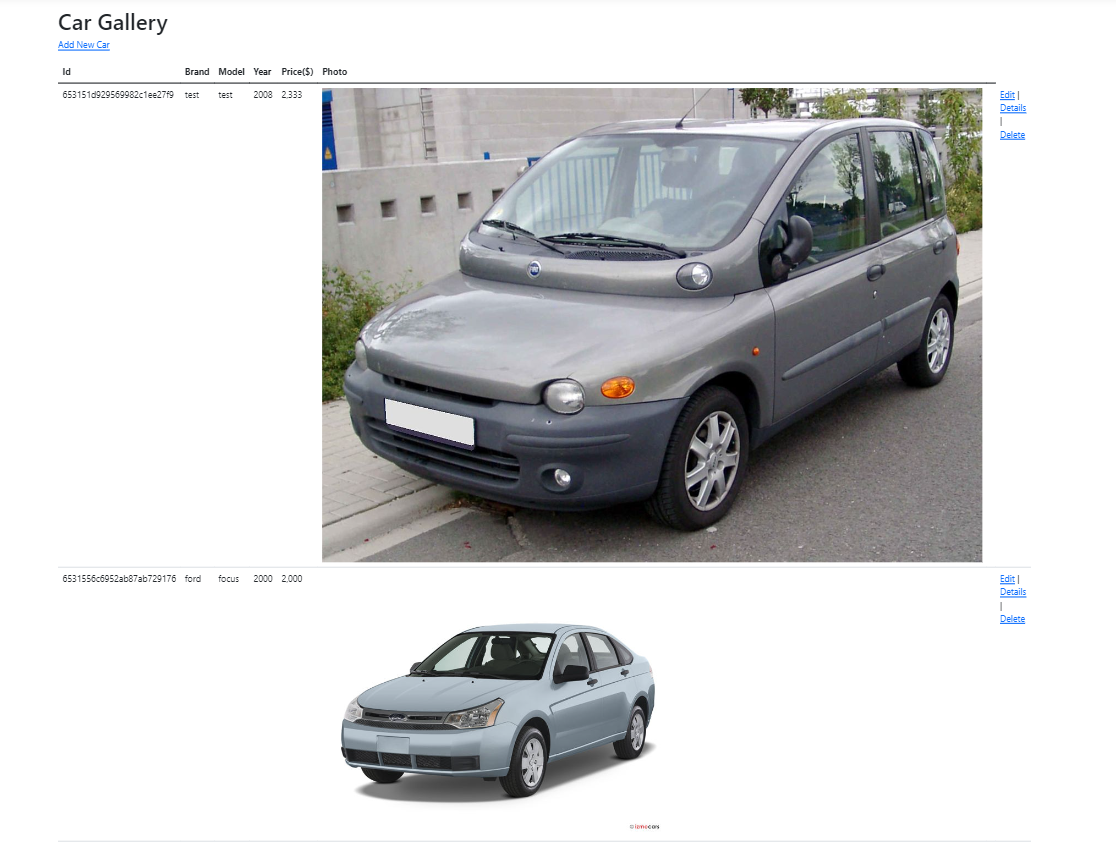 Car Gallery
Add New Car
Id Brand Model Year Price($) Photo
653151d929569982c1ee27f9 test test 2008 2,333 Edit |
Details
|
Delete
6531556c6952ab87ab729176 ford focus 2000 2,000 Edit |
Details
|
Delete
izmocars